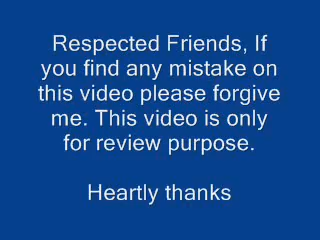 Respected Friends, If
you find any mistake on
this video please forgive
me. This video is only
for review purpose.
Heartly thanks